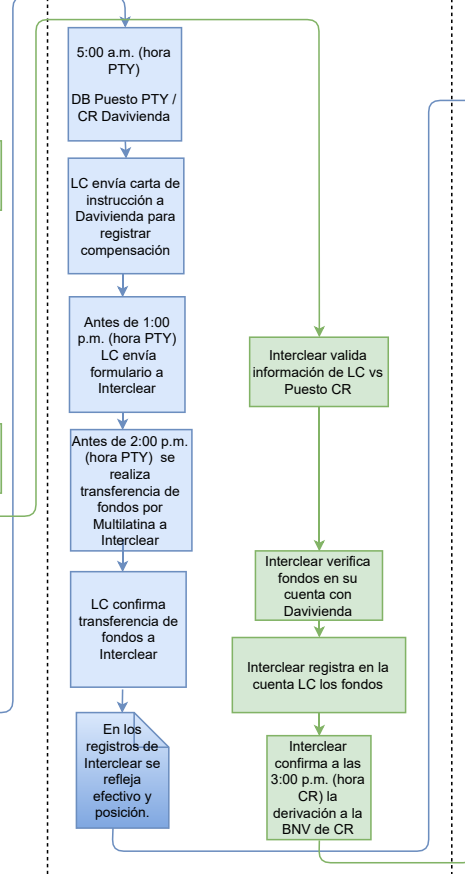 5:00 a.m. (hora
PTY)
DB Puesto PTY /
CR Davivienda
LC envía carta de
instrucción a
Davivienda para
registrar
compensación
Antes de 1:00
p.m. (hora PTY)
LC envía
formulario a
Interclear
Antes de 2:00 p.m.
(hora PTY) se
realiza
transferencia de
fondos por
Multilatina a
Interclear
LC confirma
transferencia de
fondos a
Interclear
En los
registros de
Interclear se
refleja
efectivo y
posición.
Interclear valida
información de LC vs
Puesto CR
Interclear verifica
fondos en su
cuenta con
Davivienda
Interclear registra en la
cuenta LC los fondos
Interclear
confirma a las
3:00 p.m. (hora
CR) la
derivación a la
BNV de CR